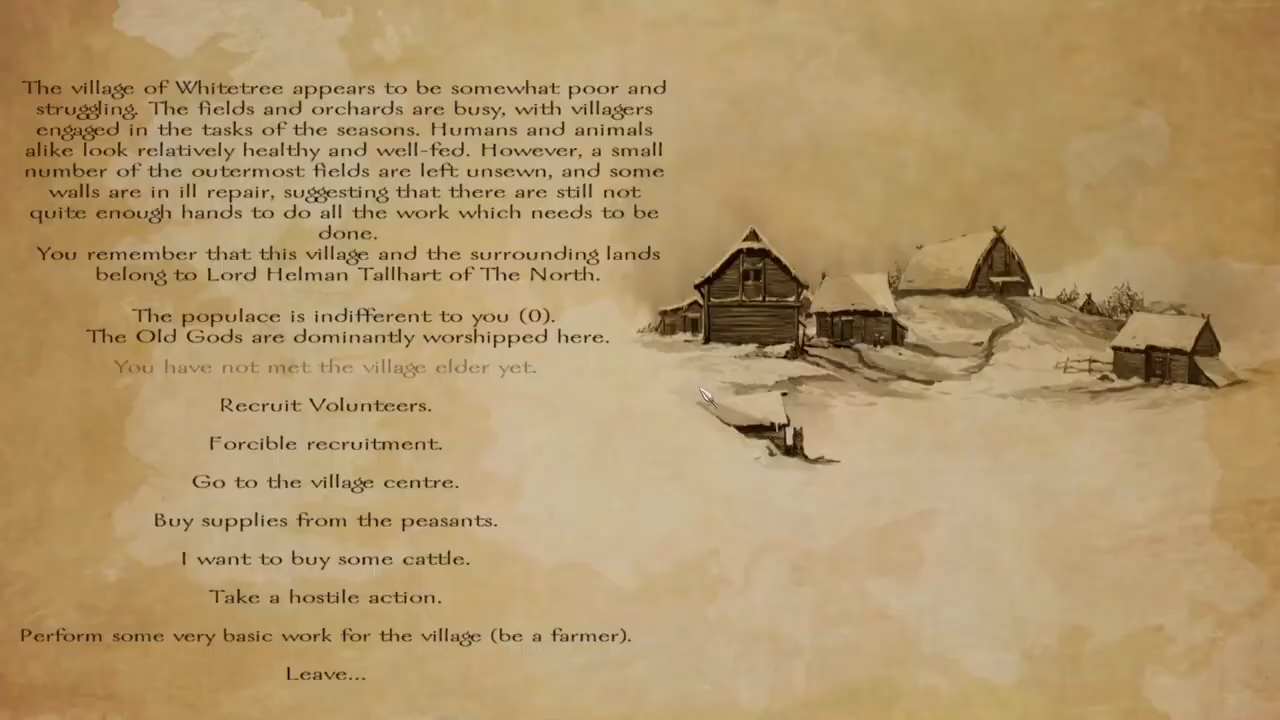 The village of Whitetree appears to be somewhat poor and
struggling. The fields and orchards are busy, with villagers
engaged in the tasks of the seasons. Humans and animals
alike look relatively healthy and well-fed. However, a small
number of the outermost fields are left unsewn, and some
walls are in ill repair, suggesting that there are still not
quite enough hands to do all the work which needs to be
done.
You remember that this village and the surrounding lands
belong to Lord Helman Tallhart of The North.
The populace is indifferent to you (0).
The Old Gods are dominantly worshipped here.
You have not met the village elder yet.
Recruit Volunteers.
Forcible recruitment.
Go to the village centre.
Buy supplies from the peasants.
I want to buy some cattle.
Take a hostile action.
Perform some very basic work for the village (be a farmer).
Leave...